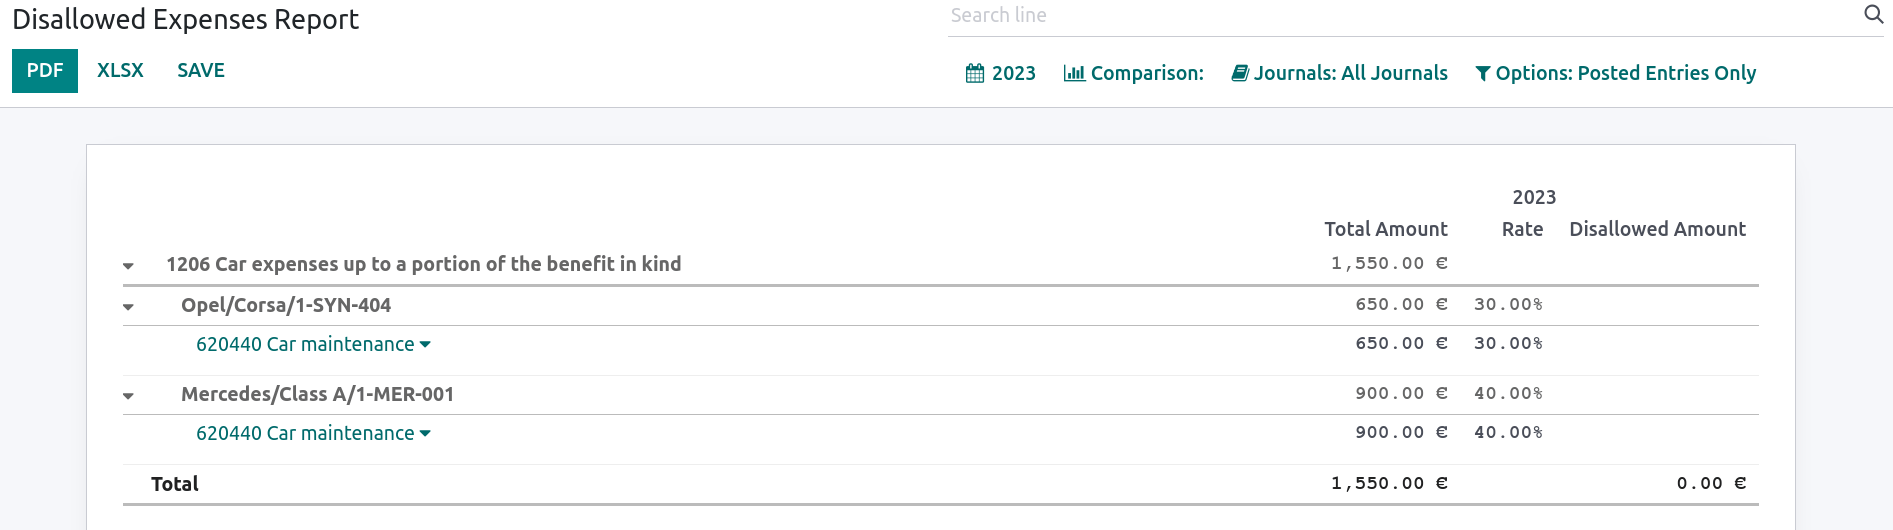 Disallowed Expenses Report
Search line
PDF XLSX SAVE
2023 Comparison: Journals: All Journals Options: Posted Entries Only
2023
Total Amount Rate Disallowed Amount
1206 Car expenses up to a portion of the benefit in kind 1,550.00 €
Opel/Corsa/1-SYN-404 650.00 € 30.00%
620440 Car maintenance 650.00 € 30.00%
Mercedes/Class A/1-MER-001 900.00 € 40.00%
620440 Car maintenance 900.00 € 40.00%
Total 1,550.00 € 0.00 €